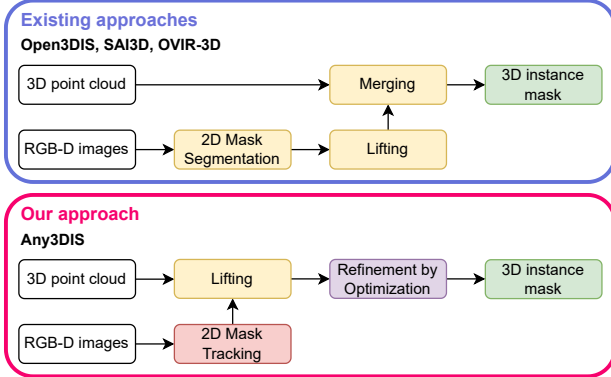 Existing approaches
Open3DIS, SAI3D, OVIR-3D
3D point cloud
Merging
3D instance
mask
RGB-D images
2D Mask
Segmentation
Lifting
Our approach
Any3DIS
3D point cloud
Lifting
Refinement by
Optimization
3D instance
mask
RGB-D images
2D Mask
Tracking